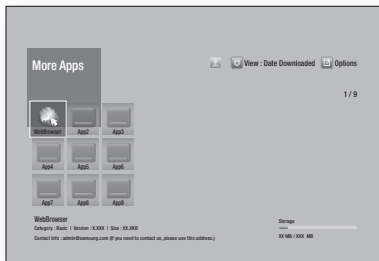 More Apps
View : Date Downloaded Options
1 / 9
WebBrowser App2 App3
App4 App5 App6
App7 App8 App9
WebBrowser
Category : Basic I Version : X.XXX I Size : XX.XXB
Contact Info : admin@samsung.com (If you need to contact us, please use this address.)
Storage
XX MB / XXX MB